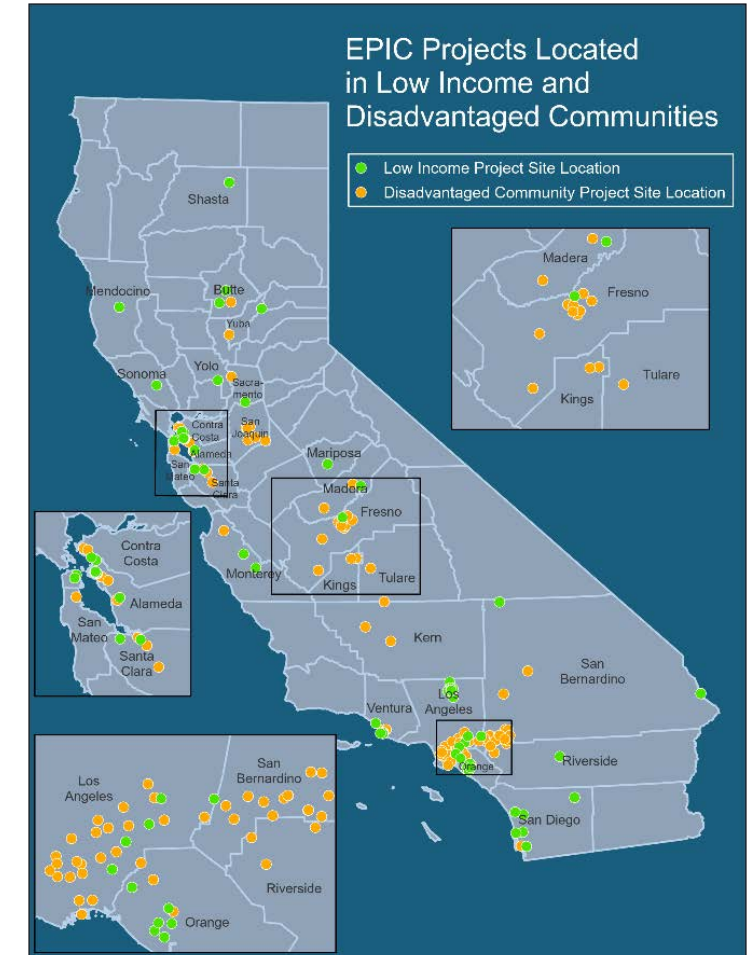 EPIC Projects Located
in Low Income and
Disadvantaged Communities
Low Income Project Site Location
Disadvantaged Community Project Site Location
Shasta
Mendocino
Butte
Yuba
Sonoma
Yolo
Sacra-
mento
Contra
Costa
San
Joaquin
Alameda
San
Mateo
Santa
Clara
Mariposa
Madora
Fresno
Monterey
Kings
Tulare
Kern
San
Bernardino
Ventura
Los
Angeles
Orange
Riverside
San Diego
Madera
Fresno
Kings
Tulare
Contra
Costa
Alameda
San
Mateo
Santa
Clara
Los
Angeles
San
Bernardino
Riverside
Orange